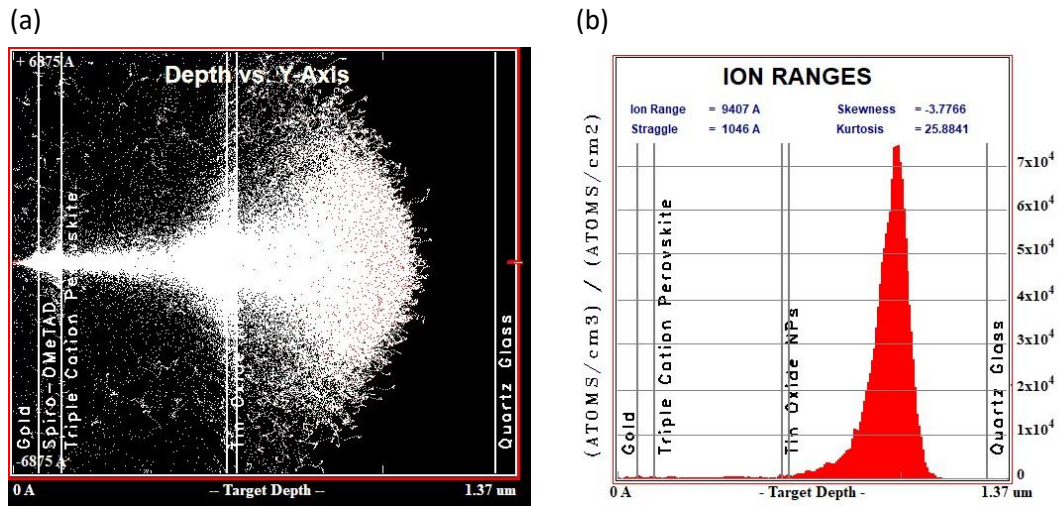 (a)
(b)
+ 6875 A
Depth vs. Y-Axis
Gold
Spiro-OMeTAD
Triple Cation Perovskite
Quartz Glass
-6875 A
0 A
-- Target Depth --
1.37 um
ION RANGES
Ion Range = 9407 A
Skewness = -3.7766
Straggle = 1046 A
Kurtosis = 25.8841
(ATOMS/cm3) / (ATOMS/cm2)
7x10⁴
6x10⁴
5x10⁴
4x10⁴
3x10⁴
2x10⁴
1x10⁴
0
Gold
Triple Cation Perovskite
Tin Oxide NPs
Quartz Glass
0 A
- Target Depth -
1.37 um